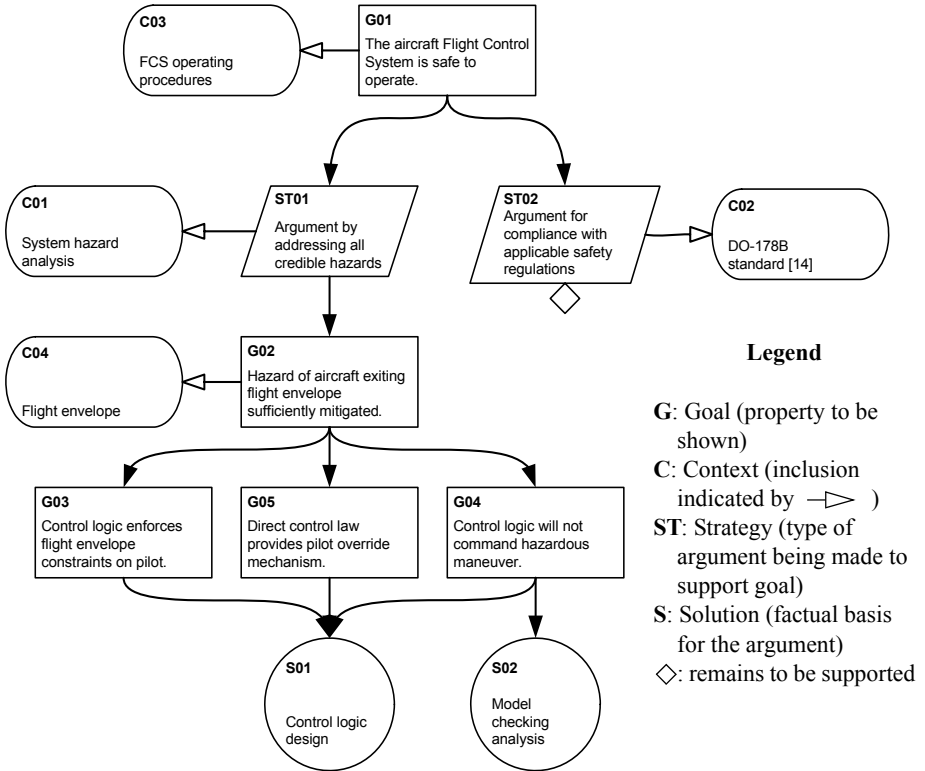 C03
FCS operating
procedures
G01
The aircraft Flight Control
System is safe to
operate.
C01
System hazard
analysis
ST01
Argument by
addressing all
credible hazards
ST02
Argument for
compliance with
applicable safety
regulations
C02
DO-178B
standard [14]
C04
Flight envelope
G02
Hazard of aircraft exiting
flight envelope
sufficiently mitigated.
G03
Control logic enforces
flight envelope
constraints on pilot.
G05
Direct control law
provides pilot override
mechanism.
G04
Control logic will not
command hazardous
maneuver.
S01
Control logic
design
S02
Model
checking
analysis
Legend
G: Goal (property to be
shown)
C: Context (inclusion
indicated by )
ST: Strategy (type of
argument being made to
support goal)
S: Solution (factual basis
for the argument)
: remains to be supported